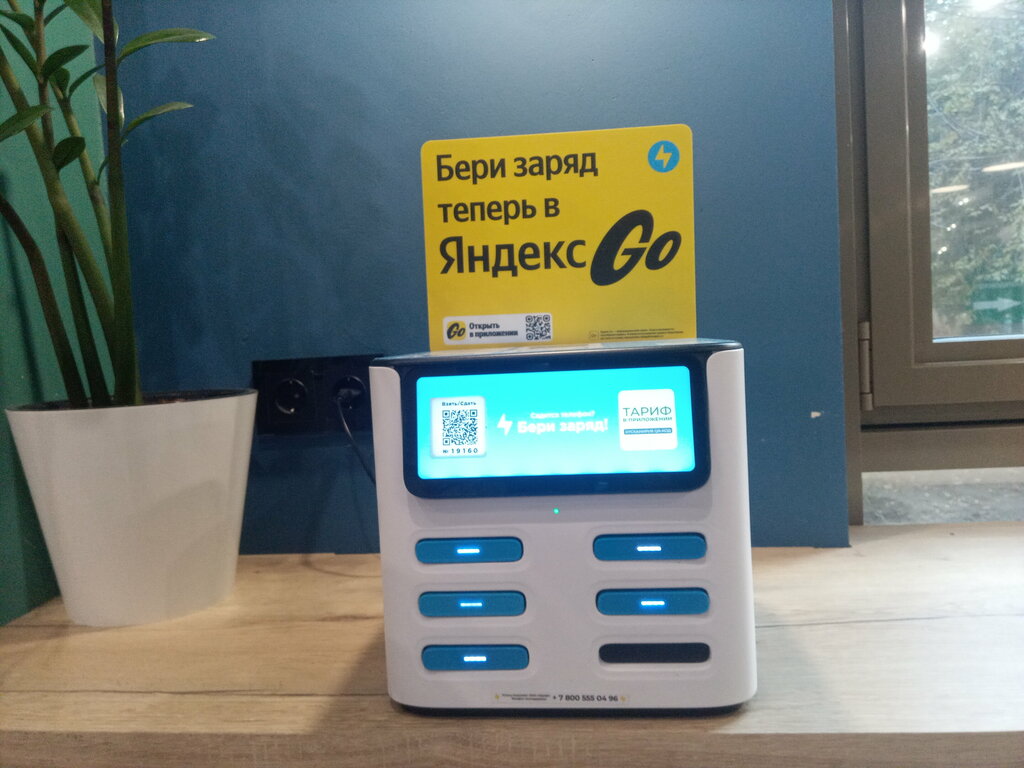 Бери заряд
теперь в
Яндекс Go
Go Открыть
в приложении
Взять/Сдать
№ 19160
Садится телефон?
Бери заряд!
ТАРИФ
В ПРИЛОЖЕНИИ
+ 7 800 555 04 96